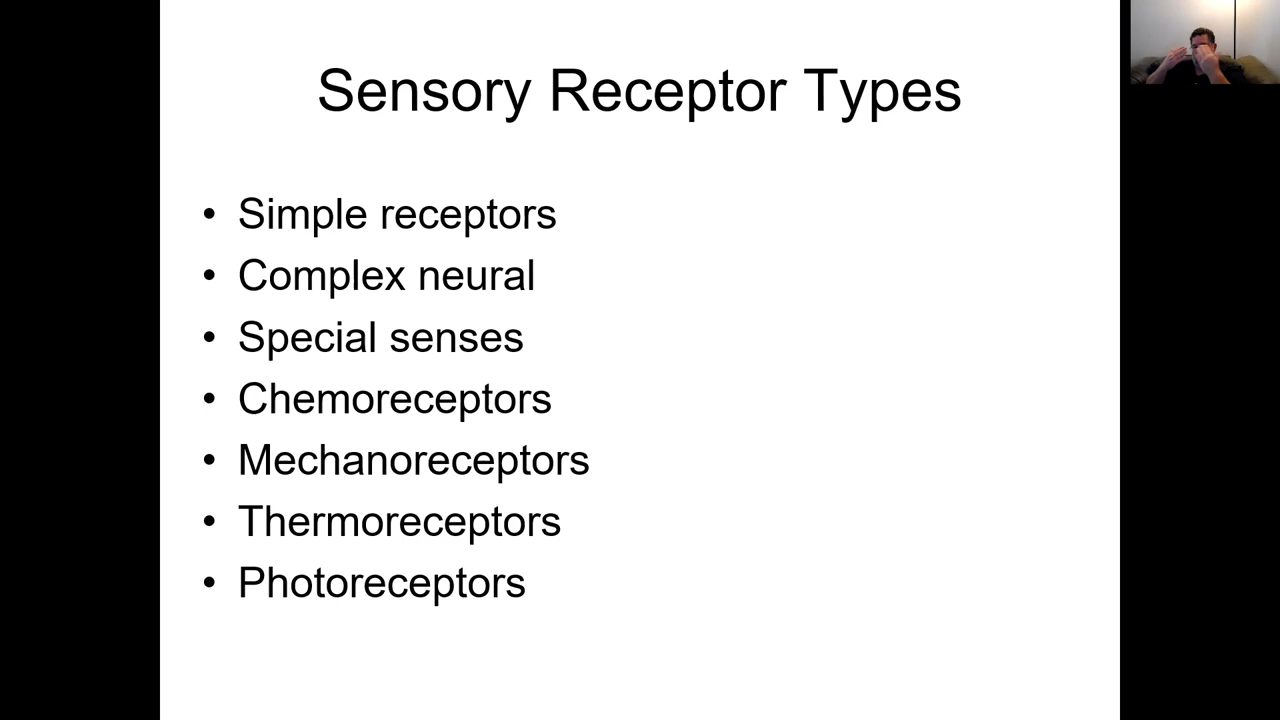 Sensory Receptor Types
• Simple receptors
• Complex neural
• Special senses
• Chemoreceptors
• Mechanoreceptors
• Thermoreceptors
• Photoreceptors